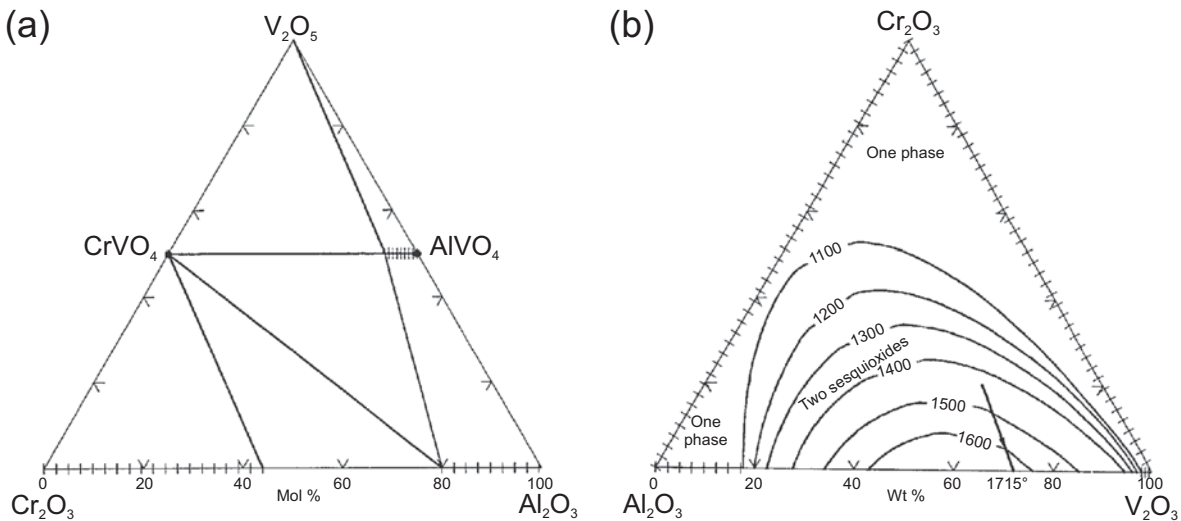 (a)
V₂O₅
CrVO₄
AlVO₄
0 20 40 60 80 100
Mol %
Cr₂O₃
Al₂O₃
(b)
Cr₂O₃
One phase
1100
1200
1300
Two sesquioxides
1400
1500
1600
One
phase
0 20 40 60 1715° 80 100
Wt %
Al₂O₃
V₂O₃